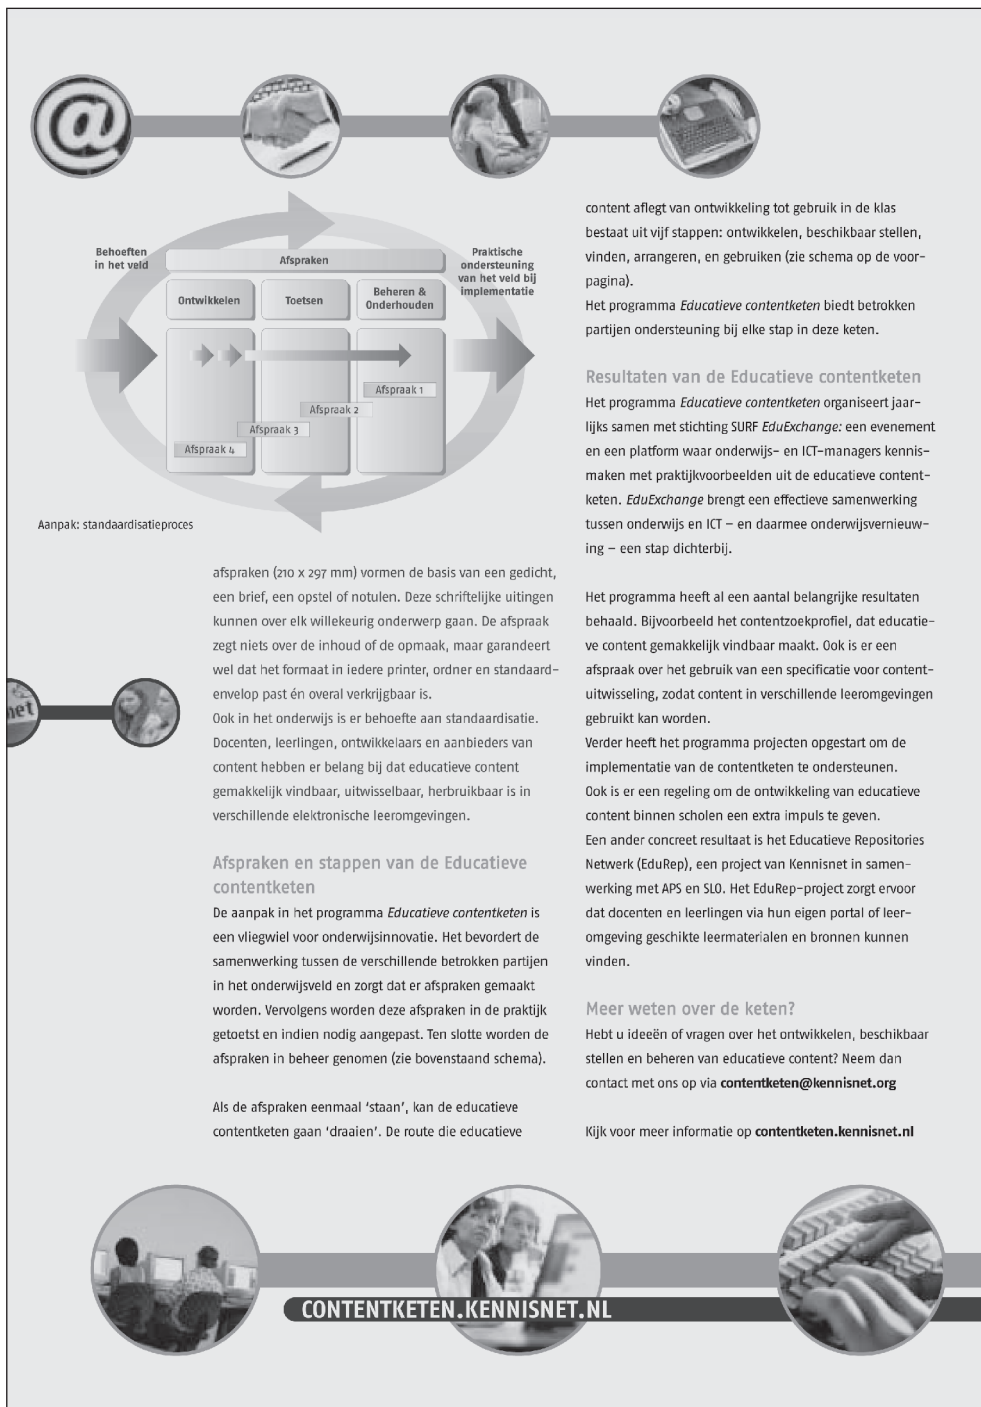 @
Behoeften
in het veld
Afspraken
Praktische
ondersteuning
van het veld bij
implementatie
Ontwikkelen
Toetsen
Beheren &
Onderhouden
Afspraak 1
Afspraak 2
Afspraak 3
Afspraak 4
Aanpak: standaardisatieproces
afspraken (210 x 297 mm) vormen de basis van een gedicht,
een brief, een opstel of notulen. Deze schriftelijke uitingen
kunnen over elk willekeurig onderwerp gaan. De afspraak
zegt niets over de inhoud of de opmaak, maar garandeert
wel dat het formaat in iedere printer, ordner en standaard-
envelop past én overal verkrijgbaar is.
Ook in het onderwijs is er behoefte aan standaardisatie.
Docenten, leerlingen, ontwikkelaars en aanbieders van
content hebben er belang bij dat educatieve content
gemakkelijk vindbaar, uitwisselbaar, herbruikbaar is in
verschillende elektronische leeromgevingen.
Afspraken en stappen van de Educatieve
contentketen
De aanpak in het programma Educatieve contentketen is
een vliegwiel voor onderwijsinnovatie. Het bevordert de
samenwerking tussen de verschillende betrokken partijen
in het onderwijsveld en zorgt dat er afspraken gemaakt
worden. Vervolgens worden deze afspraken in de praktijk
getoetst en indien nodig aangepast. Ten slotte worden de
afspraken in beheer genomen (zie bovenstaand schema).
Als de afspraken eenmaal ‘staan’, kan de educatieve
contentketen gaan ‘draaien’. De route die educatieve
content aflegt van ontwikkeling tot gebruik in de klas
bestaat uit vijf stappen: ontwikkelen, beschikbaar stellen,
vinden, arrangeren, en gebruiken (zie schema op de voor-
pagina).
Het programma Educatieve contentketen biedt betrokken
partijen ondersteuning bij elke stap in deze keten.
Resultaten van de Educatieve contentketen
Het programma Educatieve contentketen organiseert jaar-
lijks samen met stichting SURF EduExchange: een evenement
en een platform waar onderwijs- en ICT-managers kennis-
maken met praktijkvoorbeelden uit de educatieve content-
keten. EduExchange brengt een effectieve samenwerking
tussen onderwijs en ICT – en daarmee onderwijsvernieuw-
ing – een stap dichterbij.
Het programma heeft al een aantal belangrijke resultaten
behaald. Bijvoorbeeld het contentzoekprofiel, dat educatie-
ve content gemakkelijk vindbaar maakt. Ook is er een
afspraak over het gebruik van een specificatie voor content-
uitwisseling, zodat content in verschillende leeromgevingen
gebruikt kan worden.
Verder heeft het programma projecten opgestart om de
implementatie van de contentketen te ondersteunen.
Ook is er een regeling om de ontwikkeling van educatieve
content binnen scholen een extra impuls te geven.
Een ander concreet resultaat is het Educatieve Repositories
Netwerk (EduRep), een project van Kennisnet in samen-
werking met APS en SLO. Het EduRep-project zorgt ervoor
dat docenten en leerlingen via hun eigen portal of leer-
omgeving geschikte leermaterialen en bronnen kunnen
vinden.
Meer weten over de keten?
Hebt u ideeën of vragen over het ontwikkelen, beschikbaar
stellen en beheren van educatieve content? Neem dan
contact met ons op via contentketen@kennisnet.org
Kijk voor meer informatie op contentketen.kennisnet.nl
net
CONTENTKETEN.KENNISNET.NL